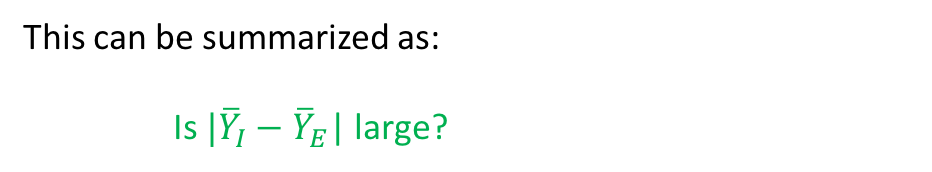 This can be summarized as:
Is |Ȳ_I − Ȳ_E| large?